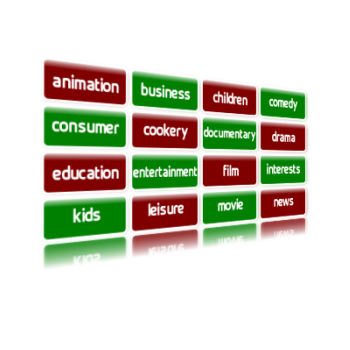 animation business children comedy
consumer cookery documentary drama
education entertainment film interests
kids leisure movie news